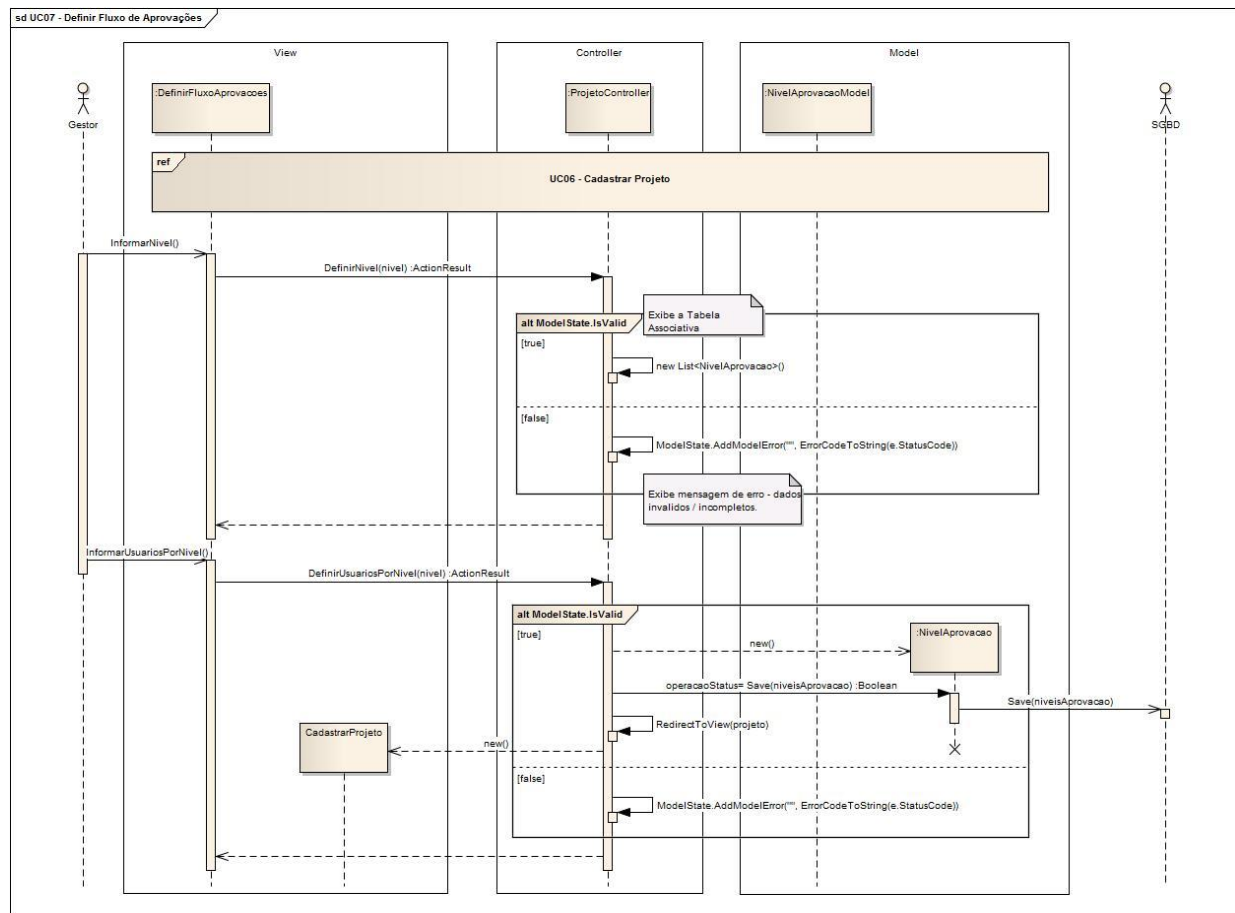 sd UC07 - Definir Fluxo de Aprovações
View
Controller
Model
:DefinirFluxoAprovacoes
:ProjetoController
:NivelAprovacaoModel
Gestor
SGBD
ref
UC06 - Cadastrar Projeto
InformarNivel()
DefinirNivel(nivel) :ActionResult
Exibe a Tabela
Associativa
alt ModelState.IsValid
[true]
new List<NivelAprovacao>()
[false]
ModelState.AddModelError("", ErrorCodeToString(e.StatusCode))
Exibe mensagem de erro - dados
invalidos / incompletos.
InformarUsuariosPorNivel()
DefinirUsuariosPorNivel(nivel) :ActionResult
alt ModelState.IsValid
[true]
:NivelAprovacao
new()
operacaoStatus= Save(niveisAprovacao) :Boolean
Save(niveisAprovacao)
RedirectToView(projeto)
CadastrarProjeto
new()
[false]
ModelState.AddModelError("", ErrorCodeToString(e.StatusCode))